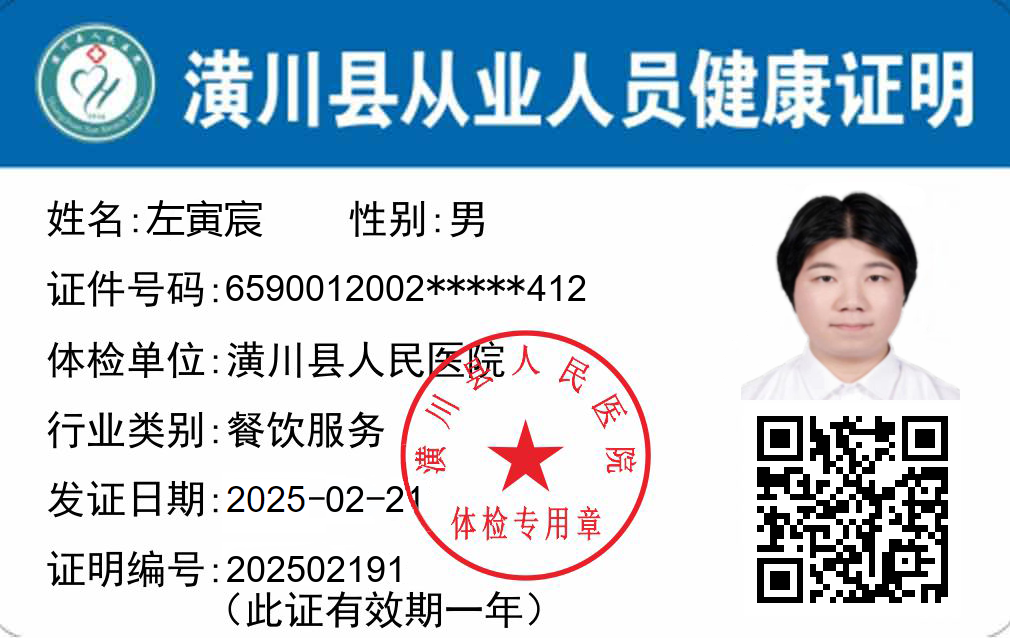 潢川县从业人员健康证明
姓名:左寅宸 性别:男
证件号码:6590012002*****412
体检单位:潢川县人民医院
行业类别:餐饮服务
发证日期:2025-02-21
证明编号:202502191
(此证有效期一年)
潢川县人民医院
体检专用章